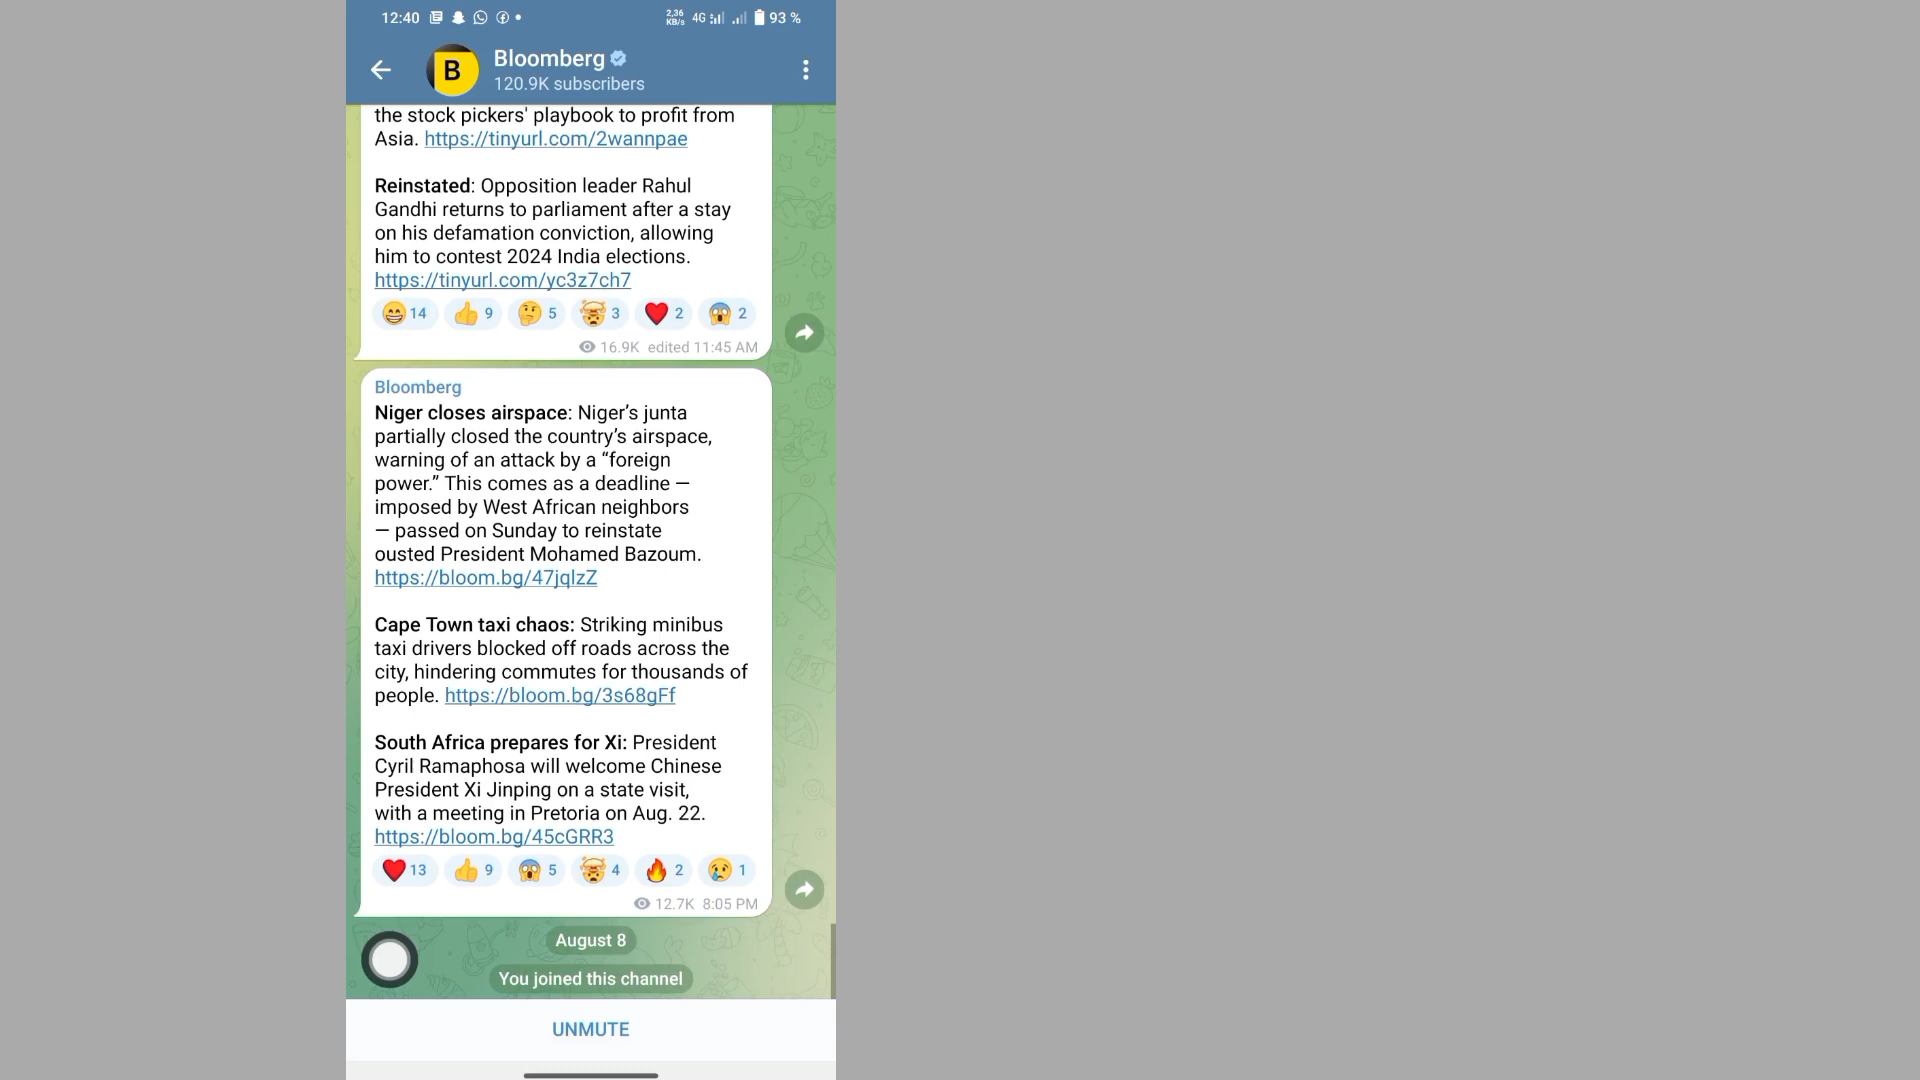 12:40
2,36 KB/s 4G 93 %
B
Bloomberg
120.9K subscribers
the stock pickers' playbook to profit from
Asia. https://tinyurl.com/2wannpae
Reinstated: Opposition leader Rahul
Gandhi returns to parliament after a stay
on his defamation conviction, allowing
him to contest 2024 India elections.
https://tinyurl.com/yc3z7ch7
14 9 5 3 2 2
16.9K edited 11:45 AM
Bloomberg
Niger closes airspace: Niger’s junta
partially closed the country’s airspace,
warning of an attack by a “foreign
power.” This comes as a deadline —
imposed by West African neighbors
— passed on Sunday to reinstate
ousted President Mohamed Bazoum.
https://bloom.bg/47jqlzZ
Cape Town taxi chaos: Striking minibus
taxi drivers blocked off roads across the
city, hindering commutes for thousands of
people. https://bloom.bg/3s68gFf
South Africa prepares for Xi: President
Cyril Ramaphosa will welcome Chinese
President Xi Jinping on a state visit,
with a meeting in Pretoria on Aug. 22.
https://bloom.bg/45cGRR3
13 9 5 4 2 1
12.7K 8:05 PM
August 8
You joined this channel
UNMUTE